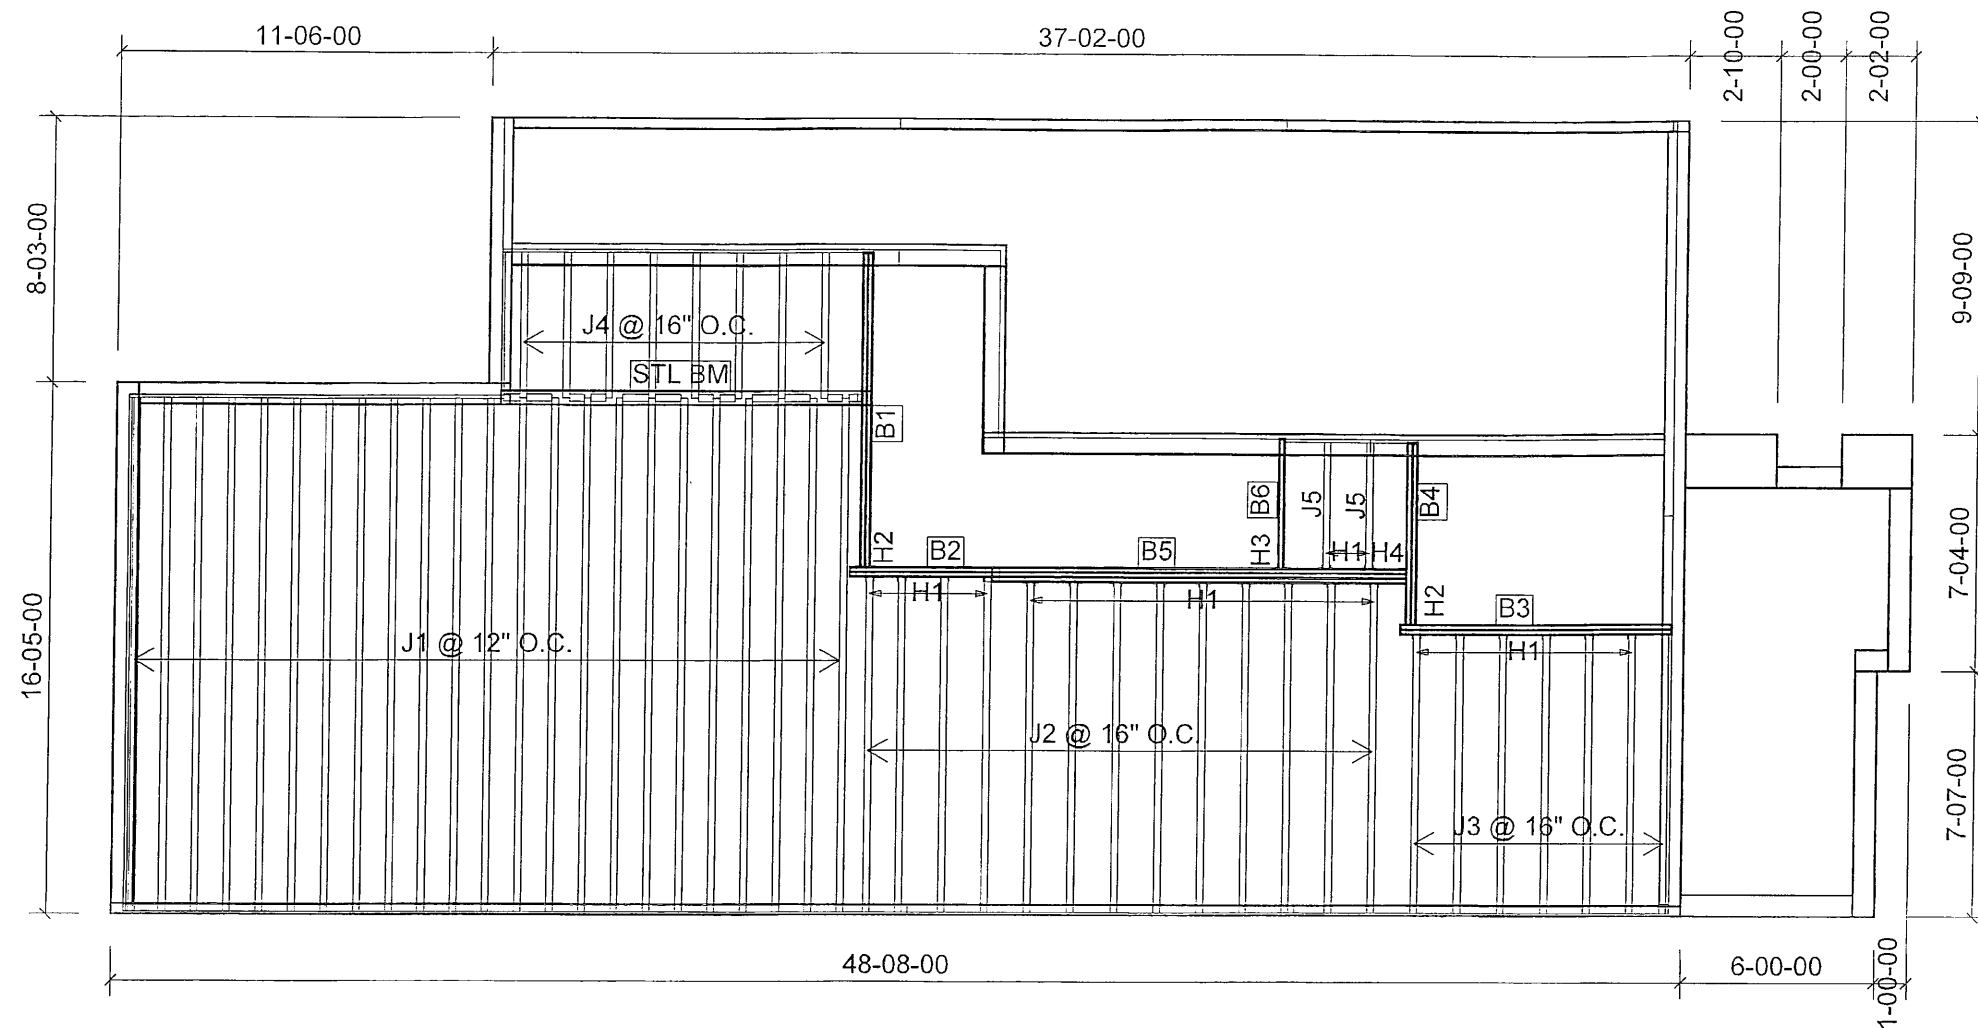 11-06-00
37-02-00
2-10-00
2-00-00
2-02-00
8-03-00
9-09-00
J4 @ 16" O.C.
STL BM
B1
B6
J5
J5
B4
H2
B2
B5
H3
H1
H4
H1
H1
H2
B3
H1
7-04-00
16-05-00
J1 @ 12" O.C.
J2 @ 16" O.C.
J3 @ 16" O.C.
7-07-00
48-08-00
6-00-00
1-00-00